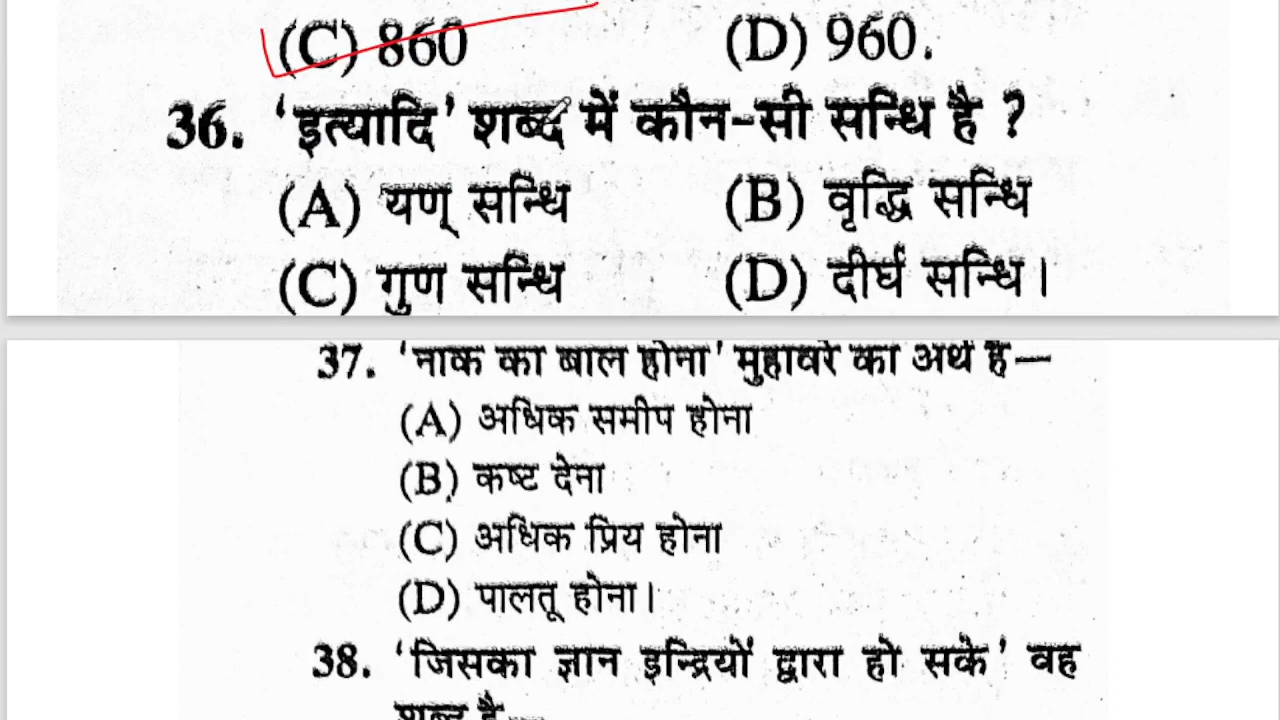 (C) 860 (D) 960.
36. ‘इत्यादि’ शब्द में कौन-सी सन्धि है ?
(A) यण् सन्धि (B) वृद्धि सन्धि
(C) गुण सन्धि (D) दीर्घ सन्धि।
37. ‘नाक का बाल होना’ मुहावरे का अर्थ है—
(A) अधिक समीप होना
(B) कष्ट देना
(C) अधिक प्रिय होना
(D) पालतू होना।
38. ‘जिसका ज्ञान इन्द्रियों द्वारा हो सके’ वह
शब्द है—